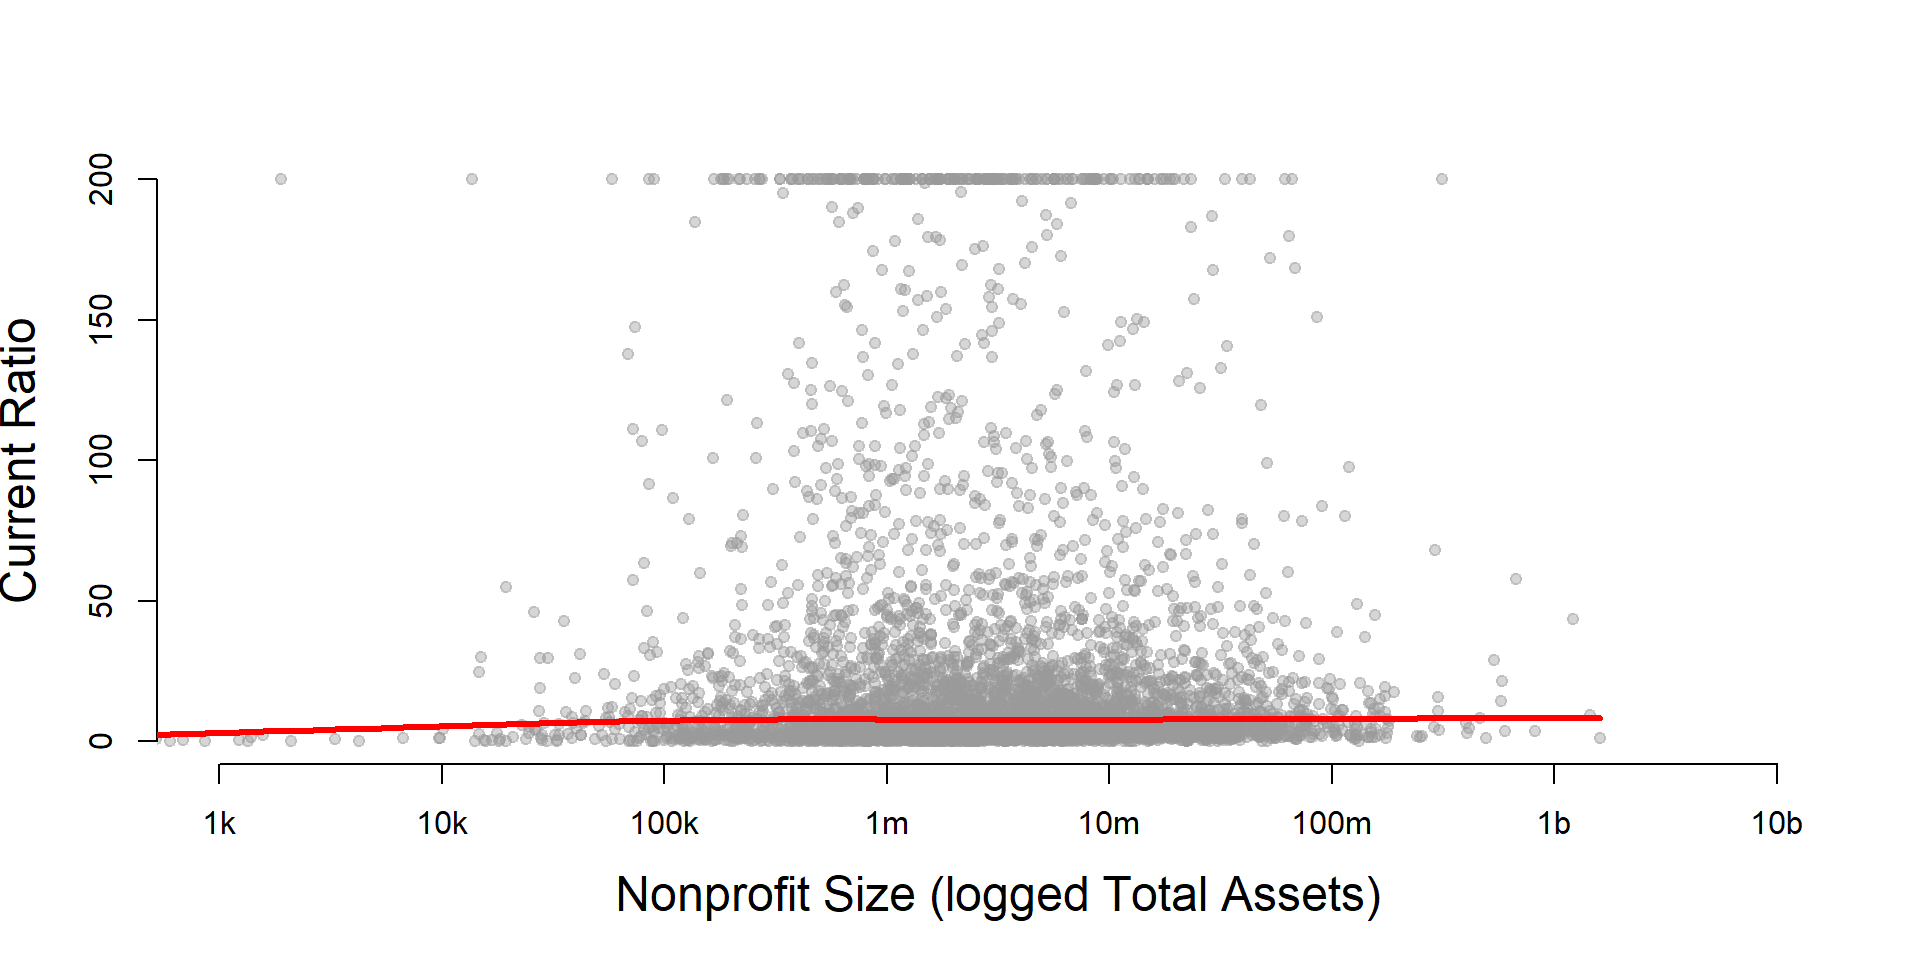 Current Ratio
200
150
100
50
0
1k 10k 100k 1m 10m 100m 1b 10b
Nonprofit Size (logged Total Assets)